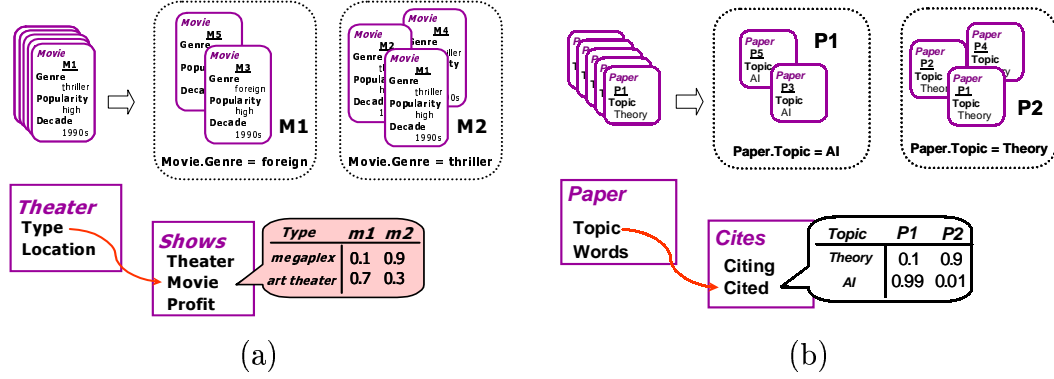 Movie
M1
Genre
thriller
Popularity
high
Decade
1990s
Movie
M5
Genre
Popu
Decad
Movie
M3
Genre
foreign
Popularity
high
Decade
1990s
M1
Movie.Genre = foreign
Movie
M4
Movie
M2
Genre
Movie
M1
Genre
thriller
Popularity
high
Decade
1990s
M2
Movie.Genre = thriller
Theater
Type
Location
Shows
Theater
Movie
Profit
Type m1 m2
megaplex 0.1 0.9
art theater 0.7 0.3
(a)
Paper
P1
Topic
Theory
Paper
P5
Topic
AI
Paper
P3
Topic
AI
P1
Paper.Topic = AI
Paper
P4
Topic
Paper
P2
Topic
Theor
Paper
P1
Topic
Theory
P2
Paper.Topic = Theory
Paper
Topic
Words
Cites
Citing
Cited
Topic P1 P2
Theory 0.1 0.9
AI 0.99 0.01
(b)